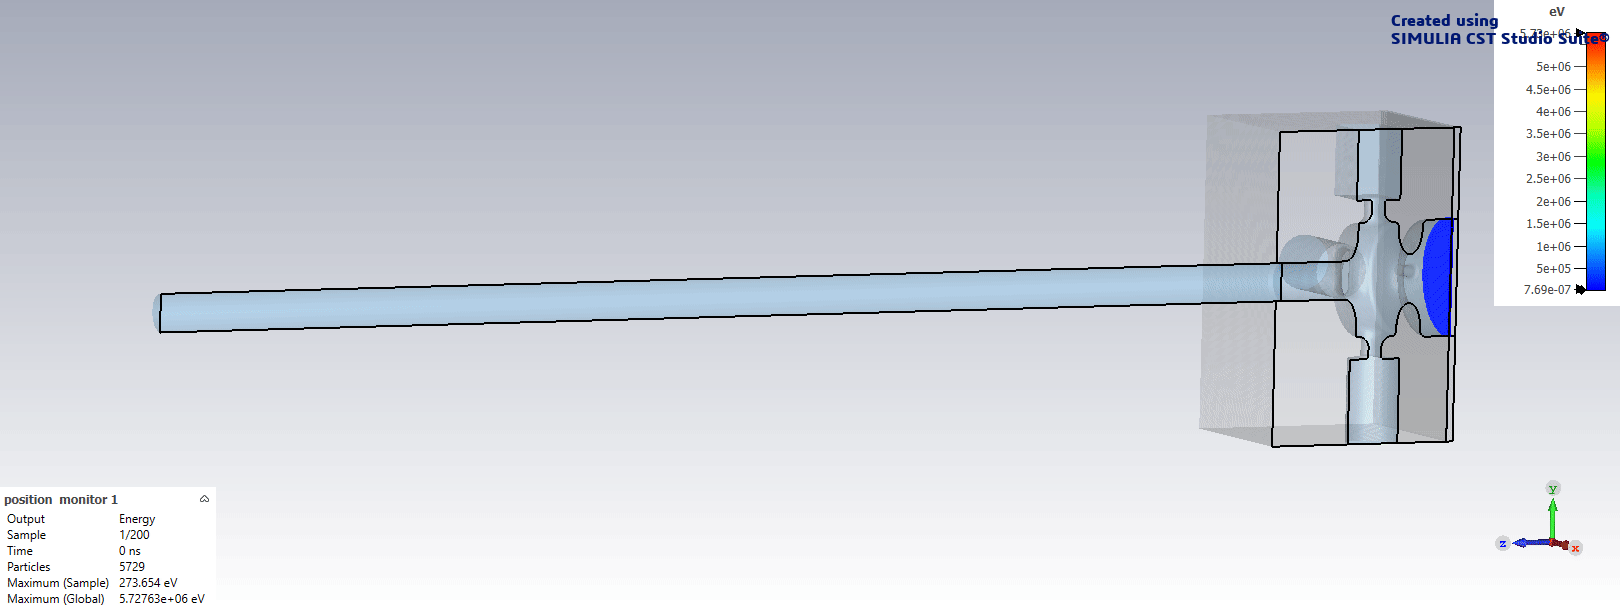 eV
Created using
SIMULIA CST Studio Suite®
5.73e+06
5e+06
4.5e+06
4e+06
3.5e+06
3e+06
2.5e+06
2e+06
1.5e+06
1e+06
5e+05
7.69e-07
position monitor 1
Output Energy
Sample 1/200
Time 0 ns
Particles 5729
Maximum (Sample) 273.654 eV
Maximum (Global) 5.72763e+06 eV
y
z
x